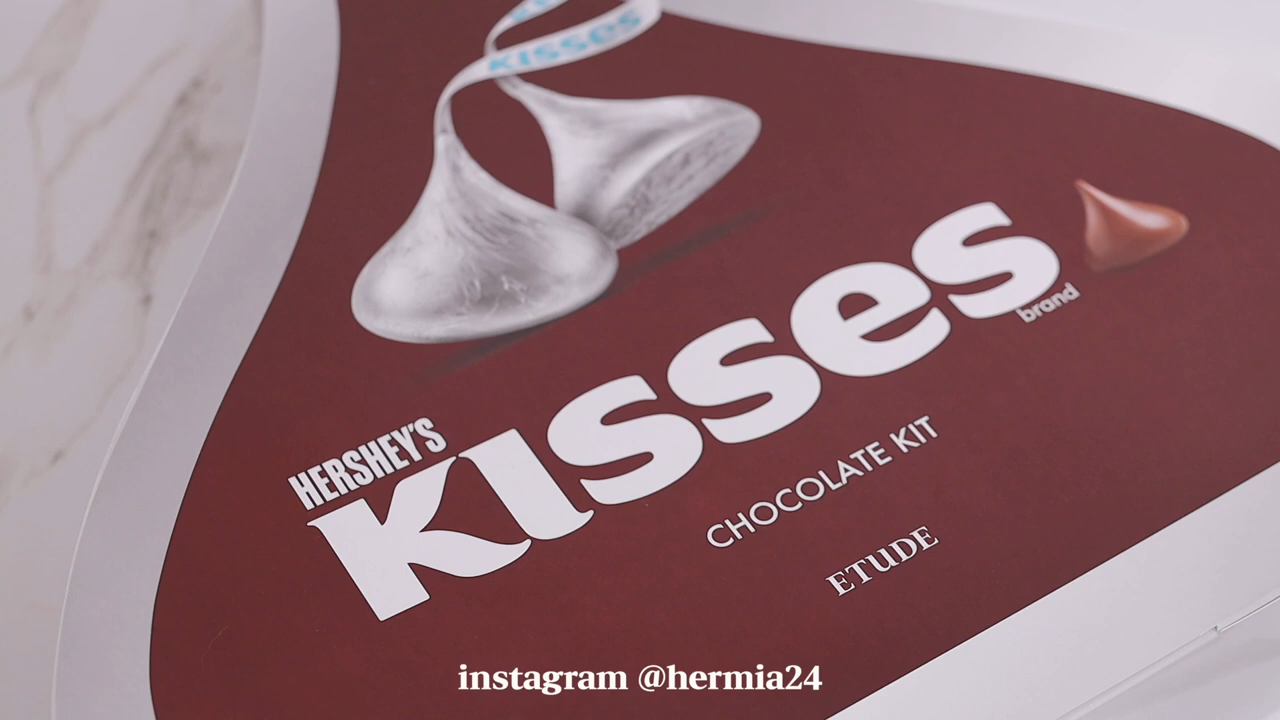 KISSES
HERSHEY'S
KISSES
brand
CHOCOLATE KIT
ETUDE
instagram @hermia24